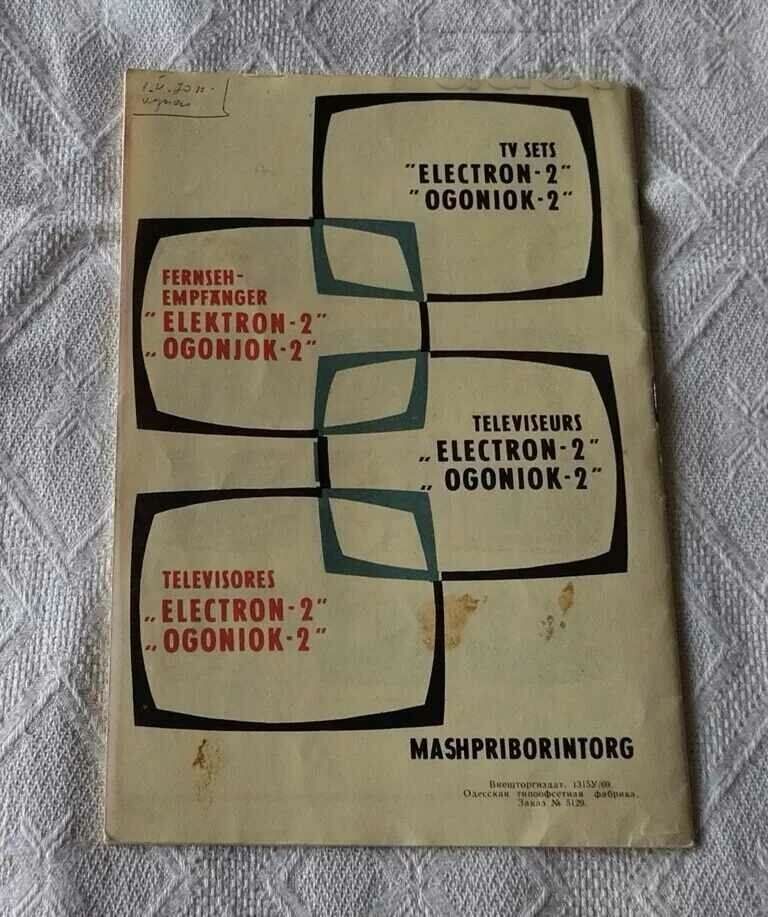 TV SETS
"ELECTRON-2"
"OGONIOK-2"
FERNSEH-
EMPFÄNGER
"ELEKTRON-2"
„OGONJOK-2"
TELEVISEURS
„ELECTRON-2"
„OGONIOK-2"
TELEVISORES
„ELECTRON-2"
„OGONIOK-2"
MASHPRIBORINTORG
Внешторгиздат. 1315У/69
Одесская типоофсетная фабрика.
Заказ № 5129.